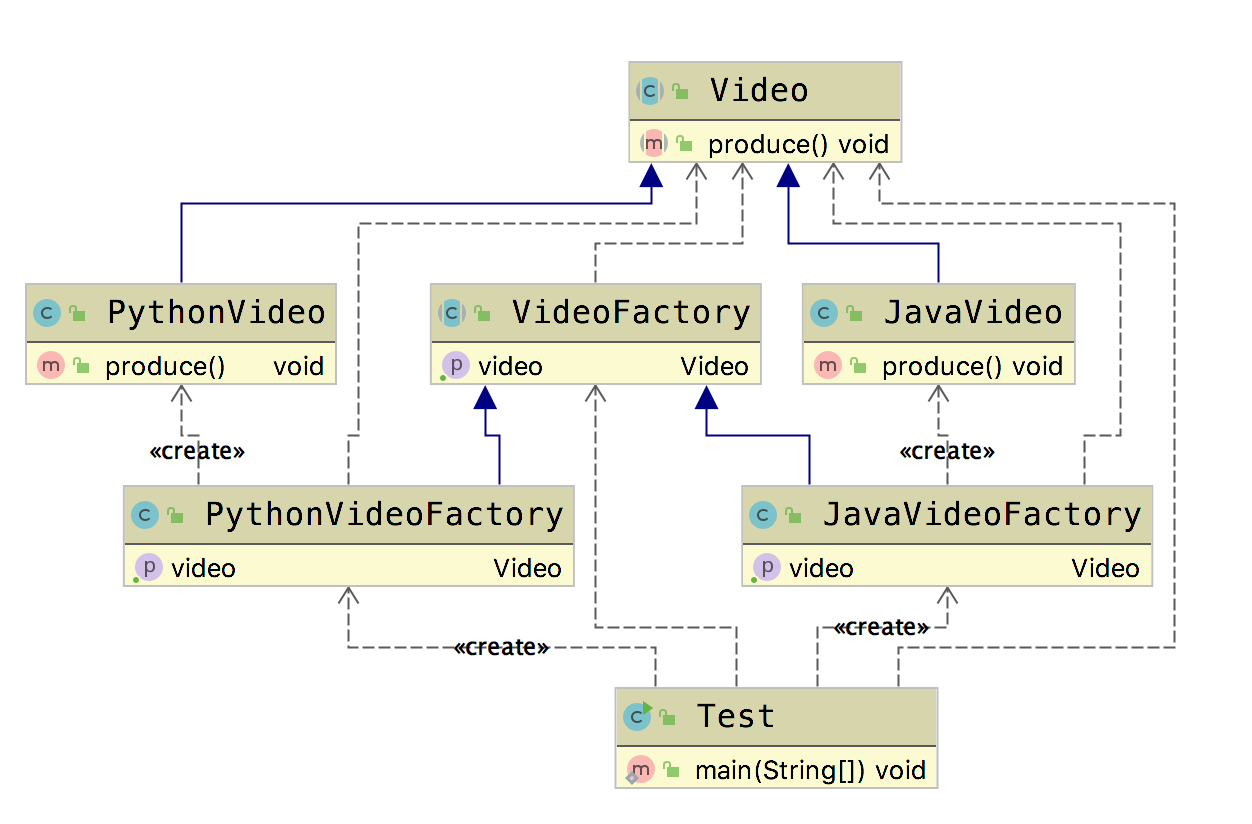 Video
produce() void
PythonVideo
produce() void
VideoFactory
video Video
JavaVideo
produce() void
«create»
«create»
PythonVideoFactory
video Video
JavaVideoFactory
video Video
«create»
«create»
Test
main(String[]) void